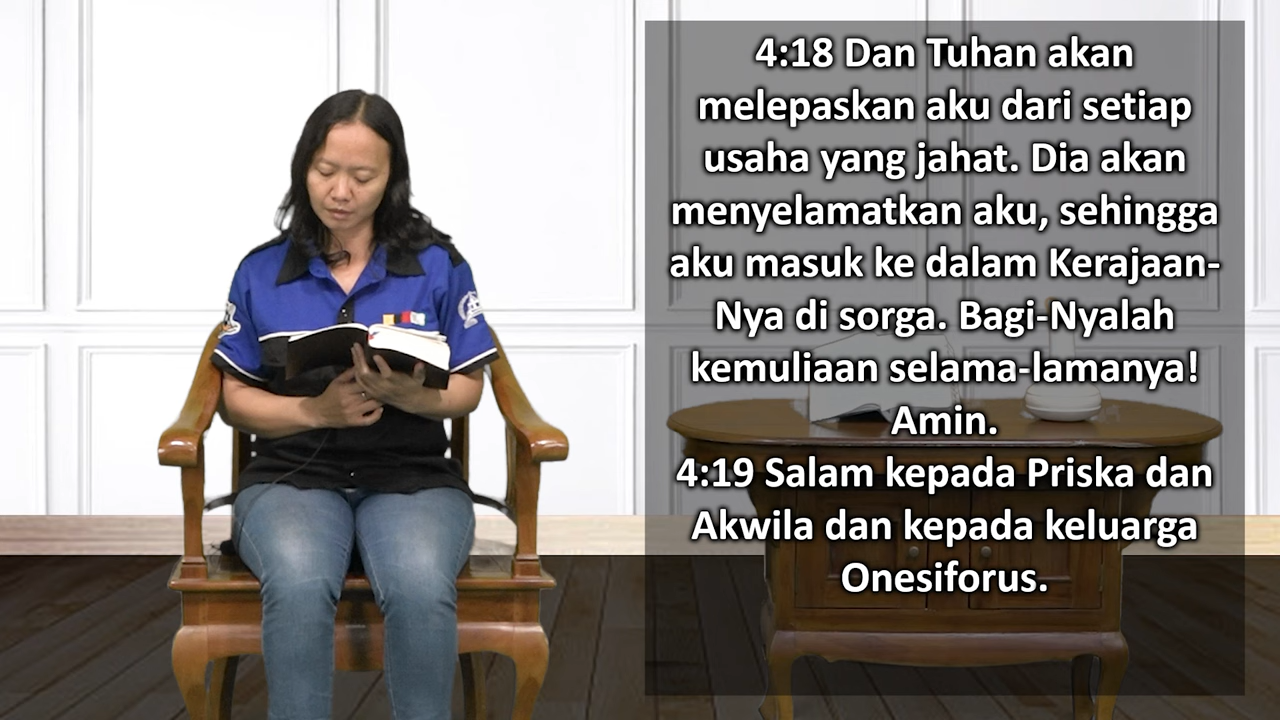 4:18 Dan Tuhan akan
melepaskan aku dari setiap
usaha yang jahat. Dia akan
menyelamatkan aku, sehingga
aku masuk ke dalam Kerajaan-
Nya di sorga. Bagi-Nyalah
kemuliaan selama-lamanya!
Amin.
4:19 Salam kepada Priska dan
Akwila dan kepada keluarga
Onesiforus.